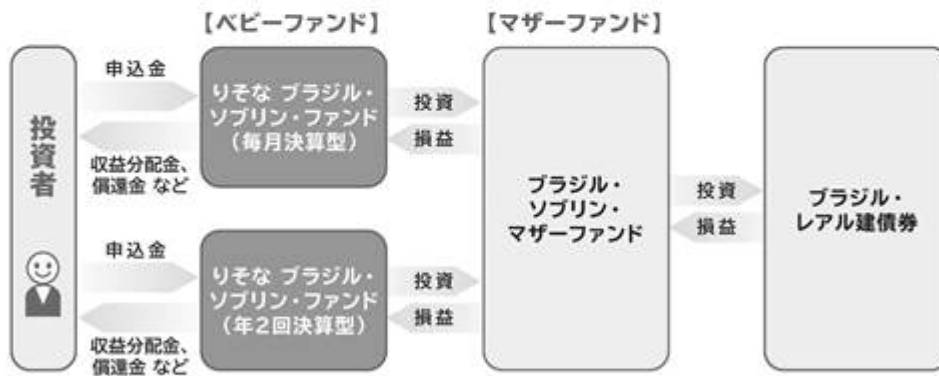 【ベビーファンド】
【マザーファンド】
投資者
申込金
収益分配金、
償還金 など
りそな ブラジル・
ソブリン・ファンド
（毎月決算型）
投資
損益
申込金
収益分配金、
償還金 など
りそな ブラジル・
ソブリン・ファンド
（年2回決算型）
投資
損益
ブラジル・
ソブリン・
マザーファンド
投資
損益
ブラジル・
レアル建債券